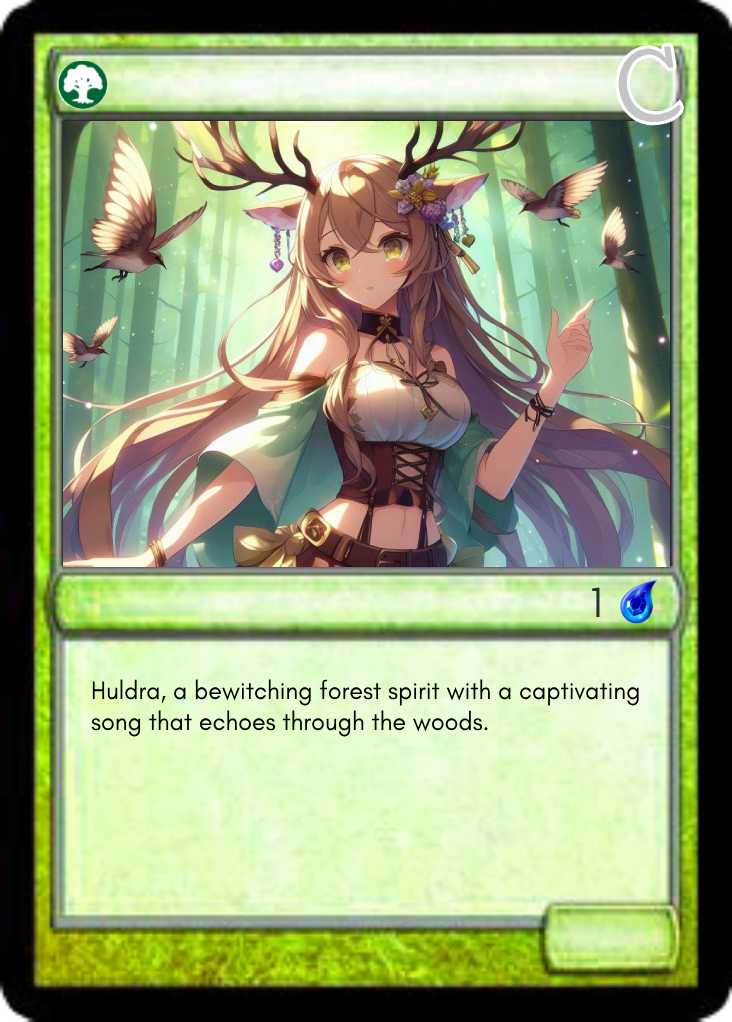 C
1
Huldra, a bewitching forest spirit with a captivating
song that echoes through the woods.